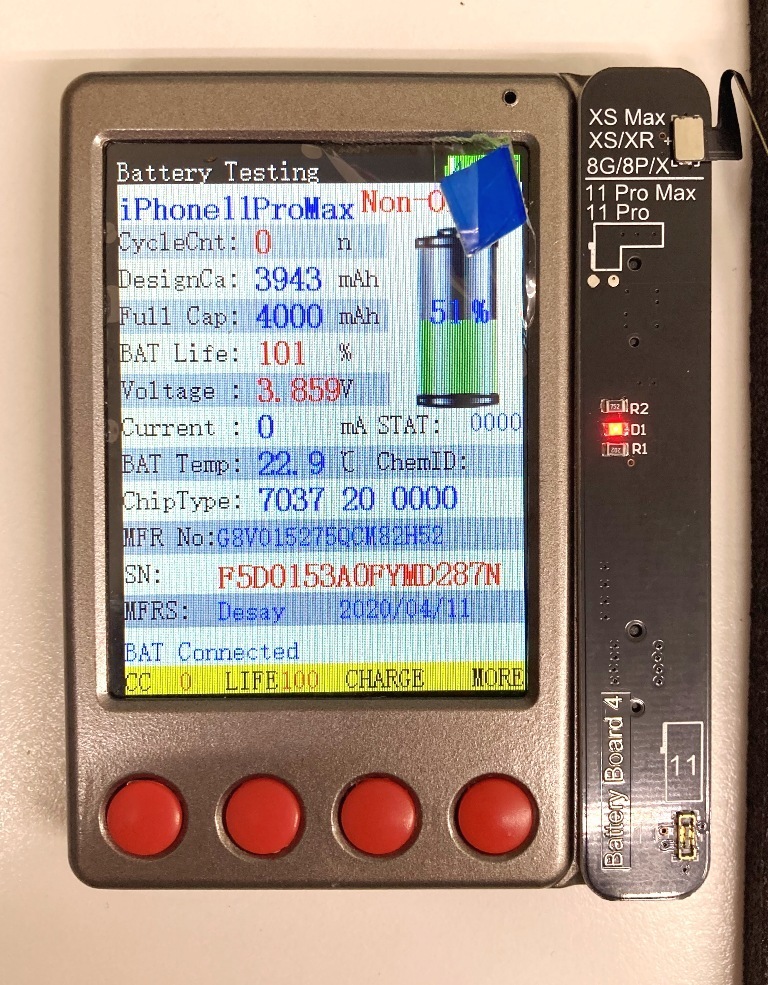 Battery Testing
iPhone11ProMax Non-O
CycleCnt: 0 n
DesignCa: 3943 mAh
Full Cap: 4000 mAh
51%
BAT Life: 101 %
Voltage : 3.859V
Current : 0 mA STAT: 0000
BAT Temp: 22.9 ℃ ChemID:
ChipType: 7037 20 0000
MFR No:G8V015275QCM82H52
SN: F5D0153A0FYMD287N
MFRS: Desay 2020/04/11
BAT Connected
CC 0 LIFE100 CHARGE MORE
XS Max
XS/XR +
8G/8P/X
11 Pro Max
11 Pro
R2
D1
R1
Battery Board 4
11